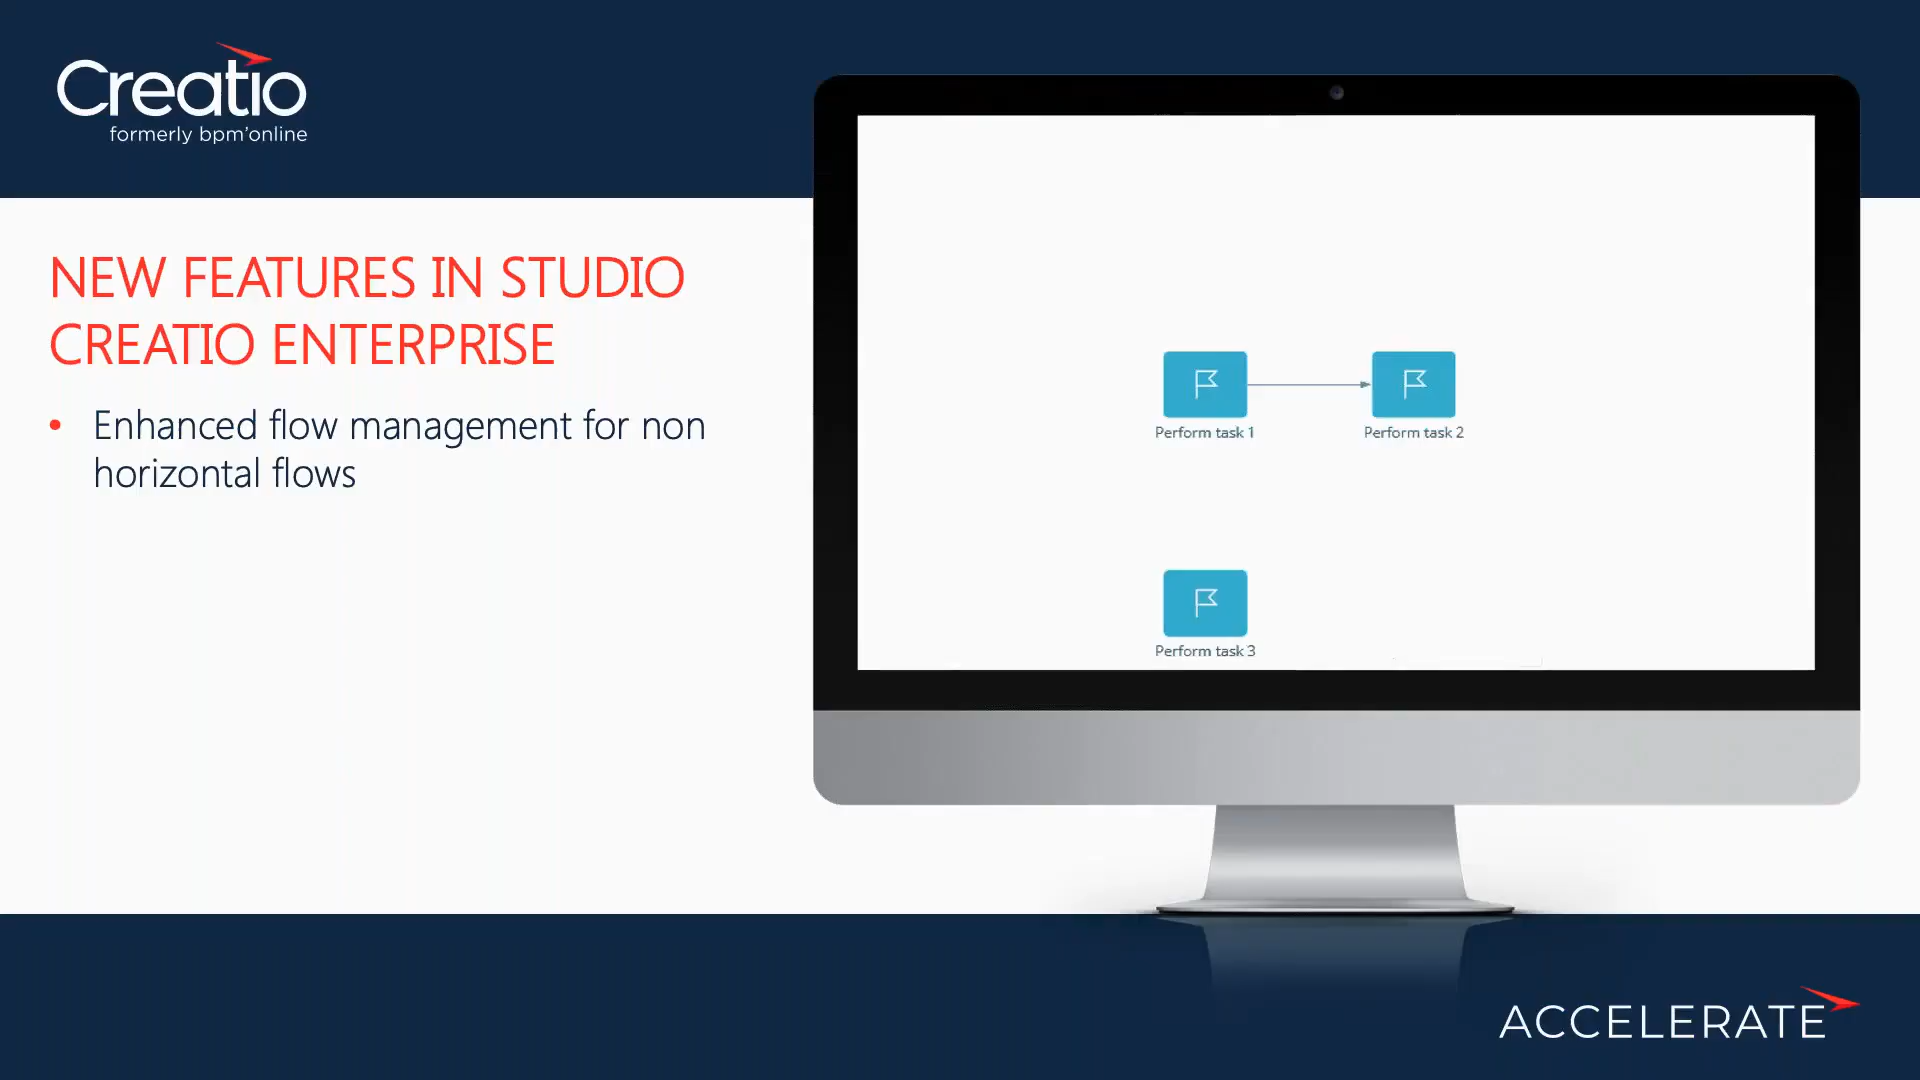 Creatio
formerly bpm'online
NEW FEATURES IN STUDIO
CREATIO ENTERPRISE
• Enhanced flow management for non
horizontal flows
Perform task 1
Perform task 2
Perform task 3
ACCELERATE